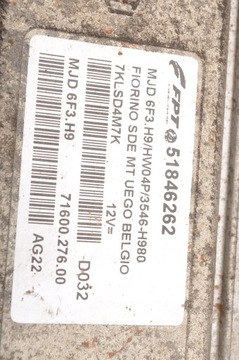 FPT 51846262
MJD 6F3.H9/HW04P/3546-H980
FIORINO SDE MT UEGO BELGIO
7KLSD4M7K 12V= D032
MJD 6F3.H9 71600.276.00 AG22